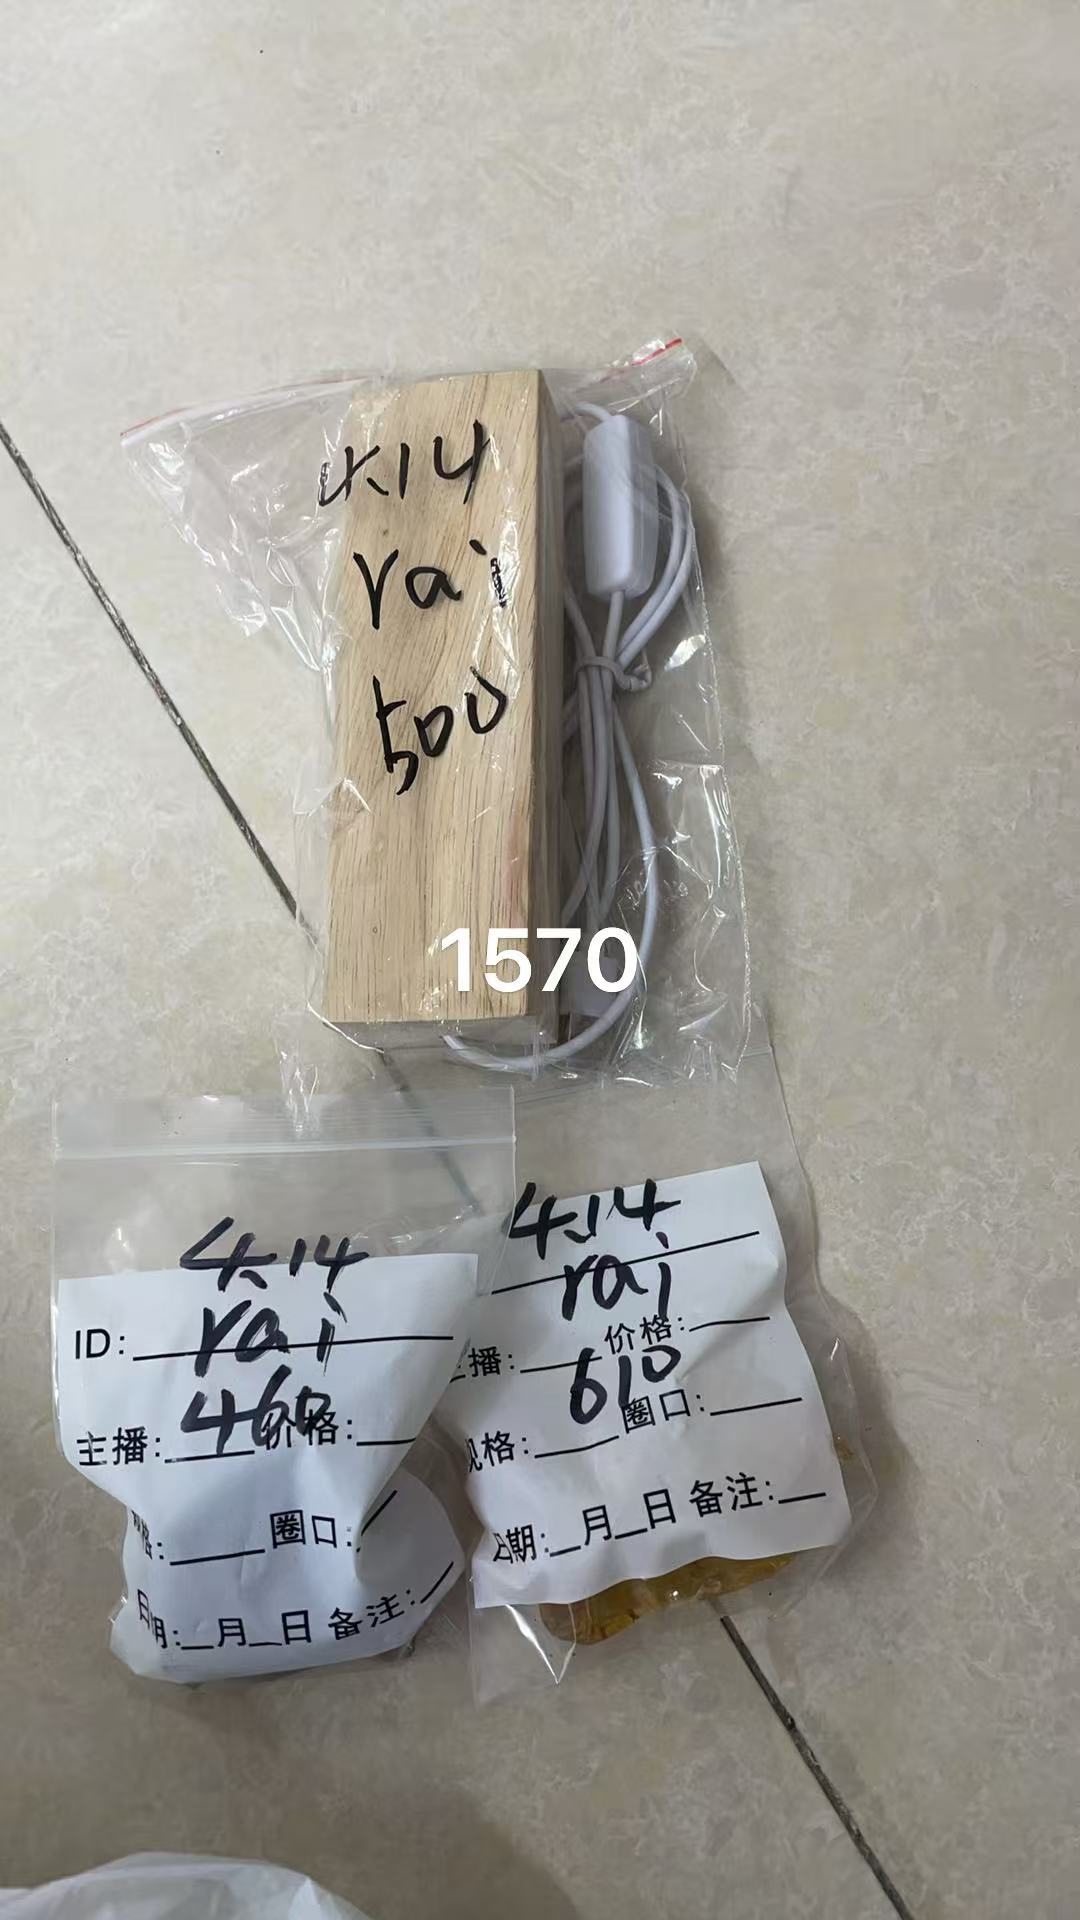 4.14
rai
500
1570
4.14
ID: rai
460
主播: 价格:
格: 圈口:
日期: 月 日 备注:
4.14
rai
主播: 价格:
610
规格: 圈口:
日期: 月 日 备注: